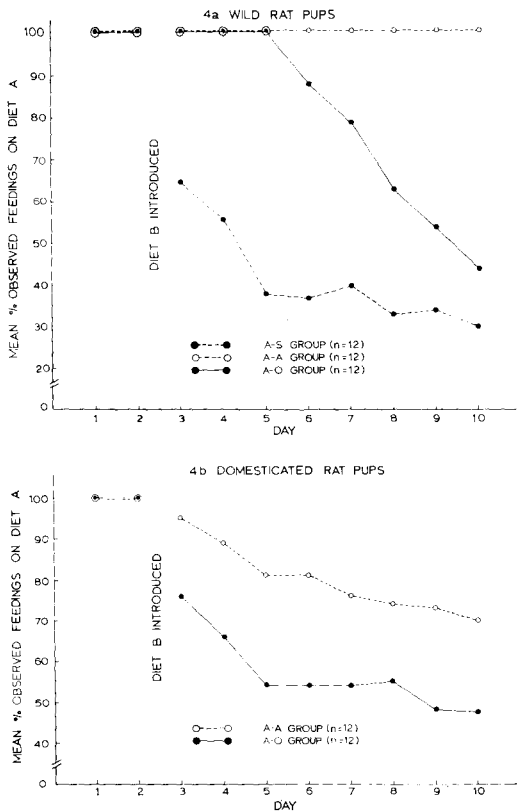 4a WILD RAT PUPS
MEAN % OBSERVED FEEDINGS ON DIET A
100
90
80
70
60
50
40
30
20
0
DIET B INTRODUCED
A-S GROUP (n=12)
A-A GROUP (n=12)
A-O GROUP (n=12)
1 2 3 4 5 6 7 8 9 10
DAY
4b DOMESTICATED RAT PUPS
MEAN % OBSERVED FEEDINGS ON DIET A
100
90
80
70
60
50
40
0
DIET B INTRODUCED
A-A GROUP (n=12)
A-O GROUP (n=12)
1 2 3 4 5 6 7 8 9 10
DAY